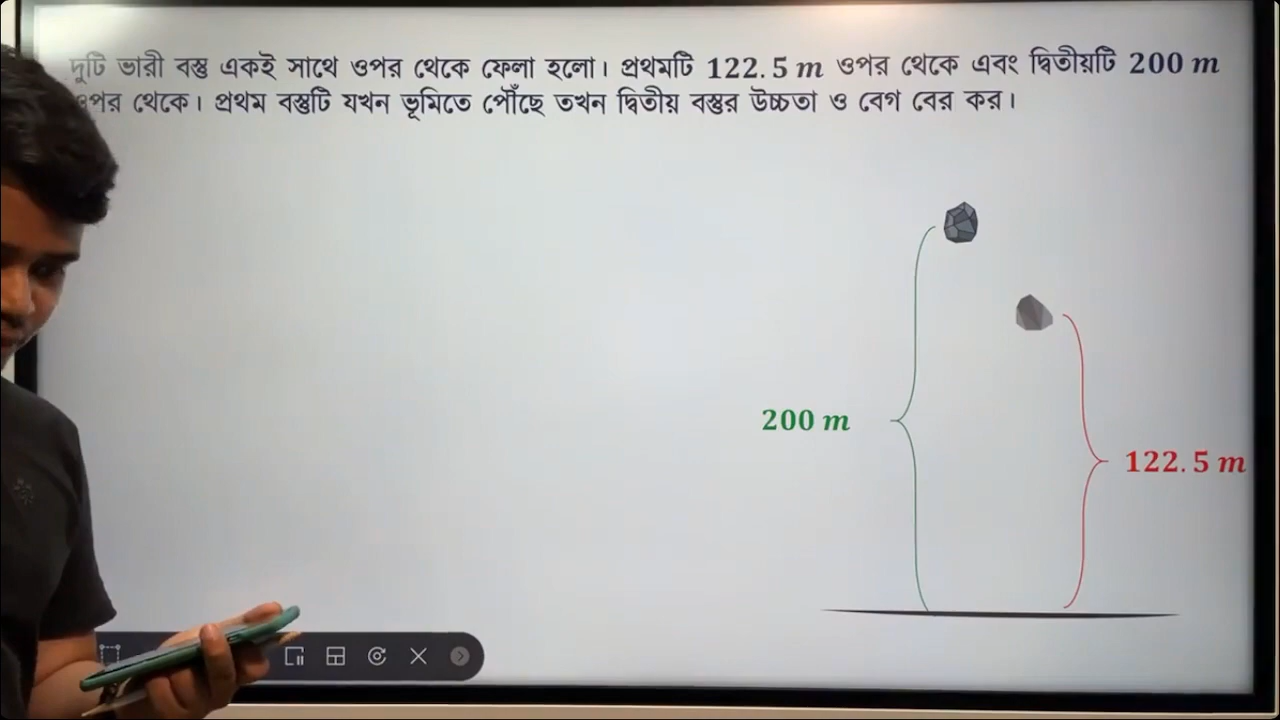 দুটি ভারী বস্তু একই সাথে ওপর থেকে ফেলা হলো। প্রথমটি 122.5 m ওপর থেকে এবং দ্বিতীয়টি 200 m
ওপর থেকে। প্রথম বস্তুটি যখন ভূমিতে পৌঁছে তখন দ্বিতীয় বস্তুর উচ্চতা ও বেগ বের কর।
200 m
122.5 m